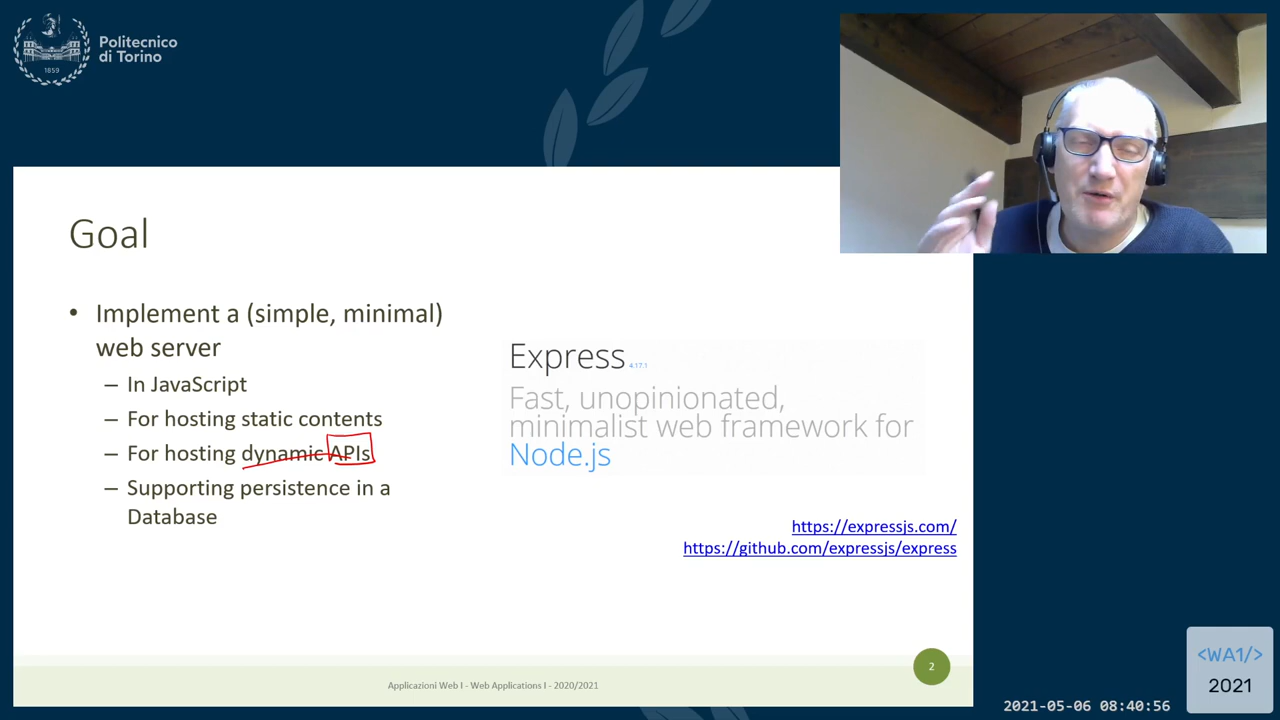 Politecnico
di Torino
1859
Goal
• Implement a (simple, minimal)
web server
– In JavaScript
– For hosting static contents
– For hosting dynamic APIs
– Supporting persistence in a
Database
Express 4.17.1
Fast, unopinionated,
minimalist web framework for
Node.js
https://expressjs.com/
https://github.com/expressjs/express
Applicazioni Web I - Web Applications I - 2020/2021
2
<WA1/>
2021
2021-05-06 08:40:56